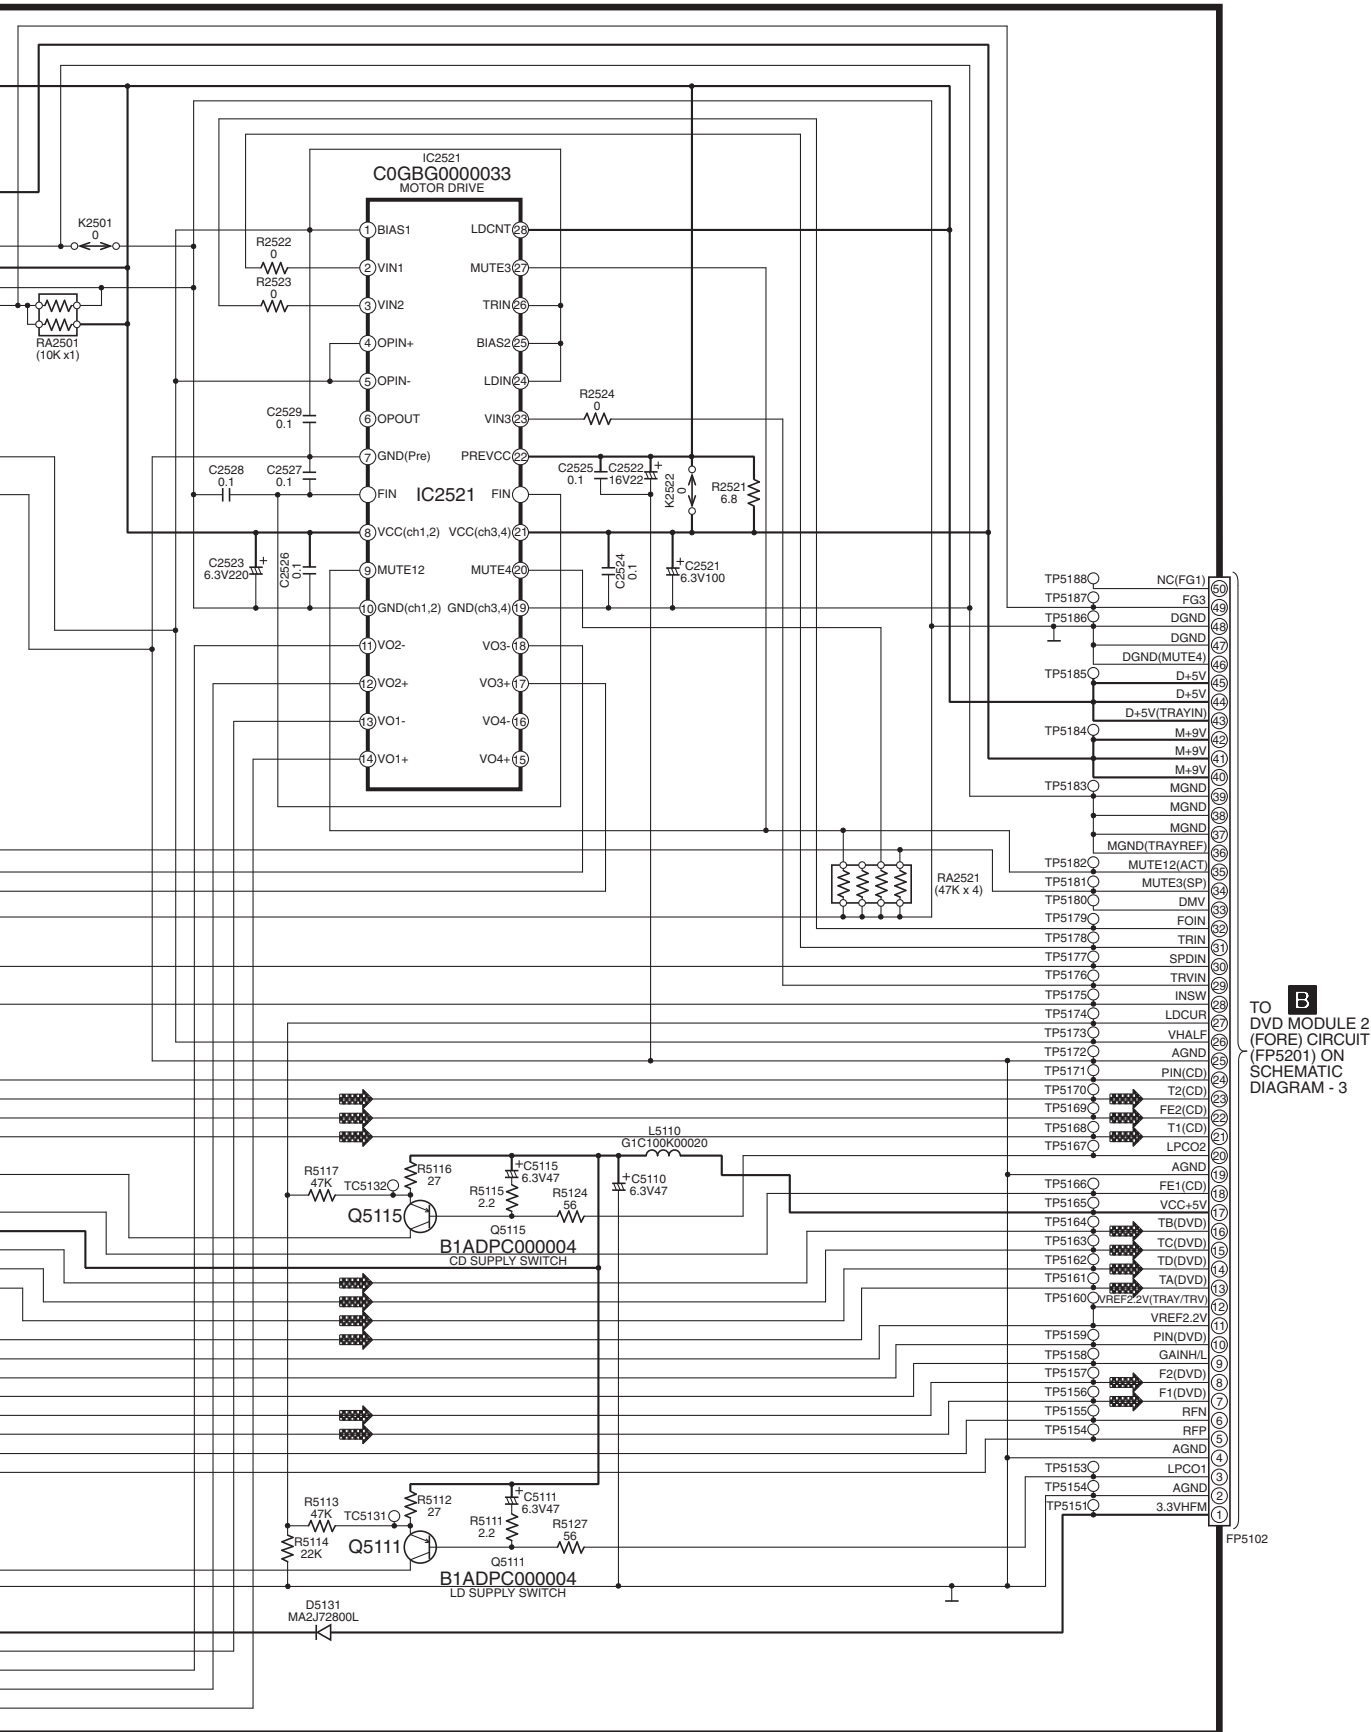 IC2521
C0GBG0000033
MOTOR DRIVE
K2501
0
R2522
0
R2523
0
RA2501
(10K x1)
1 BIAS1
2 VIN1
3 VIN2
4 OPIN+
5 OPIN-
6 OPOUT
7 GND(Pre)
FIN
8 VCC(ch1,2)
9 MUTE12
10 GND(ch1,2)
11 VO2-
12 VO2+
13 VO1-
14 VO1+
IC2521
LDCNT 28
MUTE3 27
TRIN 26
BIAS2 25
LDIN 24
VIN3 23
PREVCC 22
FIN
VCC(ch3,4) 21
MUTE4 20
GND(ch3,4) 19
VO3- 18
VO3+ 17
VO4- 16
VO4+ 15
C2529
0.1
C2528
0.1
C2527
0.1
C2523
6.3V220
+
C2526
0.1
R2524
0
C2525
0.1
C2522
16V22
+
K2522
0
R2521
6.8
C2524
0.1
C2521
6.3V100
+
RA2521
(47K x 4)
TP5188 NC(FG1) 50
TP5187 FG3 49
TP5186 DGND 48
DGND 47
DGND(MUTE4) 46
TP5185 D+5V 45
D+5V 44
D+5V(TRAYIN) 43
TP5184 M+9V 42
M+9V 41
M+9V 40
TP5183 MGND 39
MGND 38
MGND 37
MGND(TRAYREF) 36
TP5182 MUTE12(ACT) 35
TP5181 MUTE3(SP) 34
TP5180 DMV 33
TP5179 FOIN 32
TP5178 TRIN 31
TP5177 SPDIN 30
TP5176 TRVIN 29
TP5175 INSW 28
TP5174 LDCUR 27
TP5173 VHALF 26
TP5172 AGND 25
TP5171 PIN(CD) 24
TP5170 T2(CD) 23
TP5169 FE2(CD) 22
TP5168 T1(CD) 21
TP5167 LPCO2 20
AGND 19
TP5166 FE1(CD) 18
TP5165 VCC+5V 17
TP5164 TB(DVD) 16
TP5163 TC(DVD) 15
TP5162 TD(DVD) 14
TP5161 TA(DVD) 13
TP5160 VREF2.2V(TRAY/TRV) 12
VREF2.2V 11
TP5159 PIN(DVD) 10
TP5158 GAINH/L 9
TP5157 F2(DVD) 8
TP5156 F1(DVD) 7
TP5155 RFN 6
TP5154 RFP 5
AGND 4
TP5153 LPCO1 3
TP5154 AGND 2
TP5151 3.3VHFM 1
FP5102
TO B
DVD MODULE 2
(FORE) CIRCUIT
(FP5201) ON
SCHEMATIC
DIAGRAM - 3
L5110
G1C100K00020
R5117
47K
TC5132
R5116
27
+C5115
6.3V47
R5115
2.2
R5124
56
+C5110
6.3V47
Q5115
Q5115
B1ADPC000004
CD SUPPLY SWITCH
R5113
47K
TC5131
R5112
27
+C5111
6.3V47
R5111
2.2
R5127
56
R5114
22K
Q5111
Q5111
B1ADPC000004
LD SUPPLY SWITCH
D5131
MA2J72800L